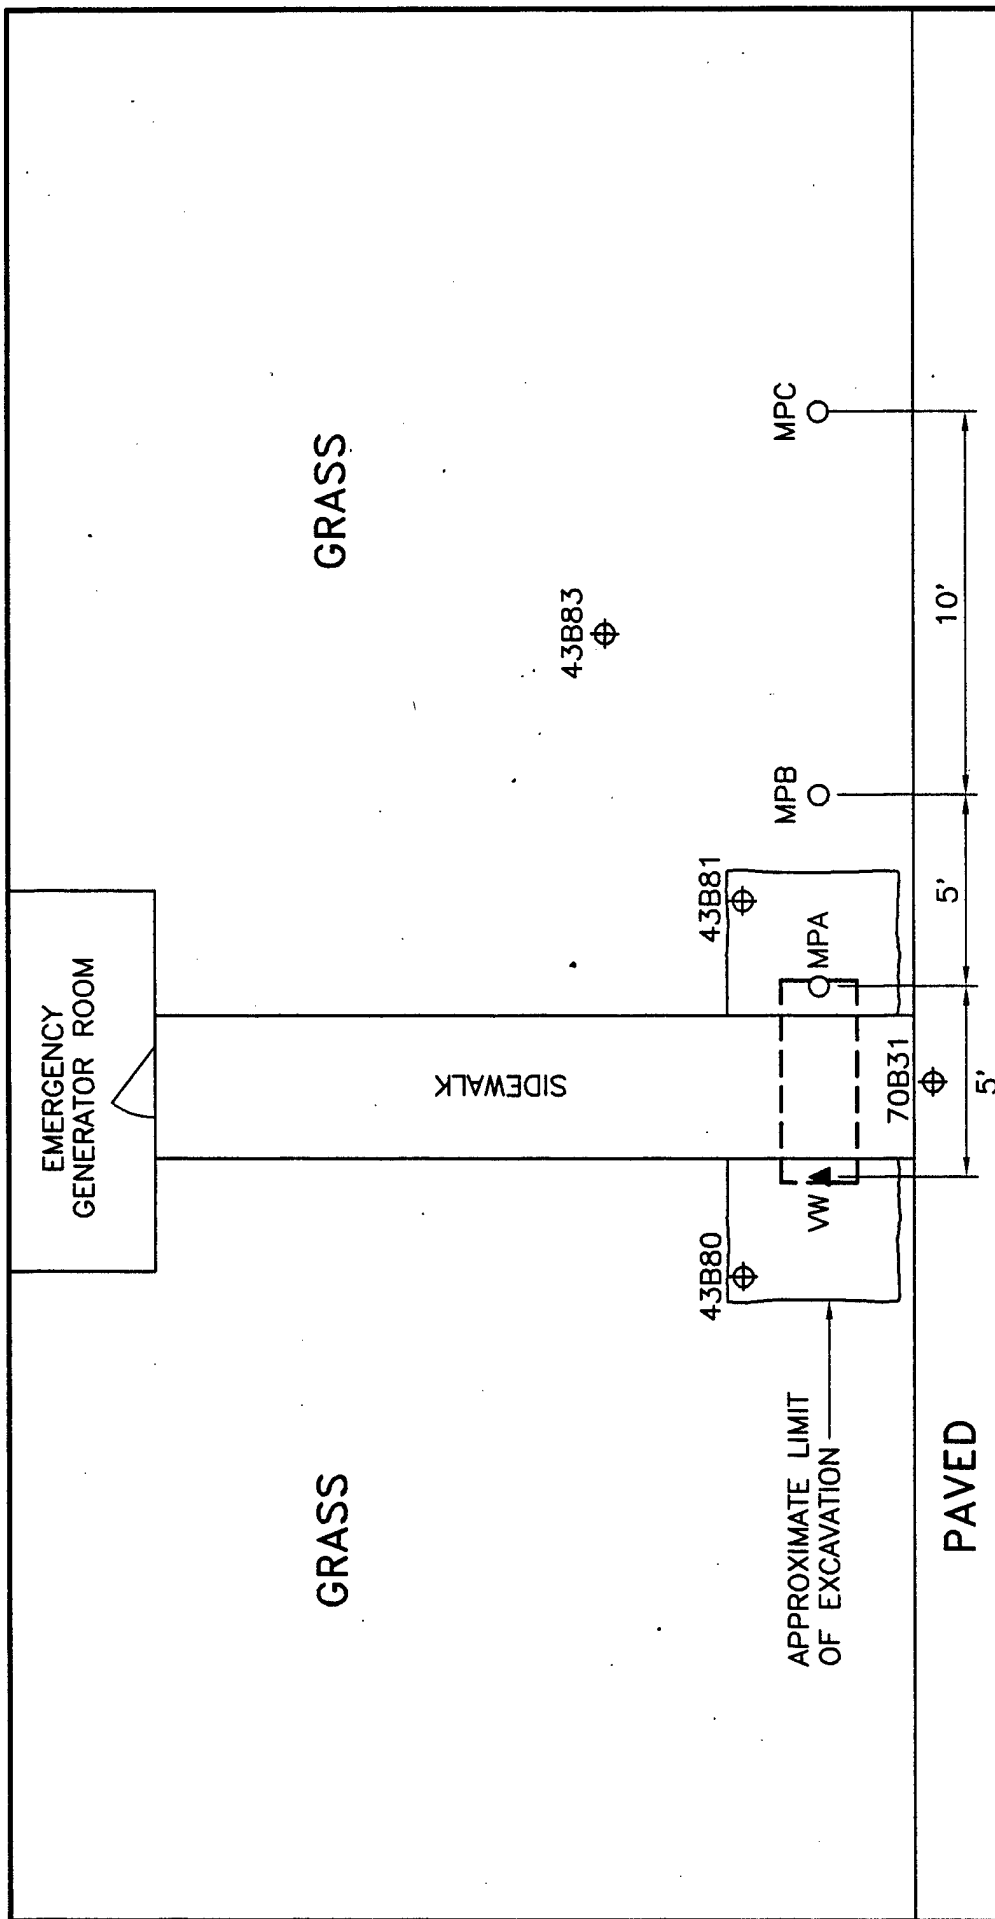 EMERGENCY
GENERATOR ROOM
GRASS
GRASS
SIDEWALK
43B83
43B80
43B81
MPB
MPC
VW
MPA
APPROXIMATE LIMIT
OF EXCAVATION
70B31
PAVED
5'
5'
10'